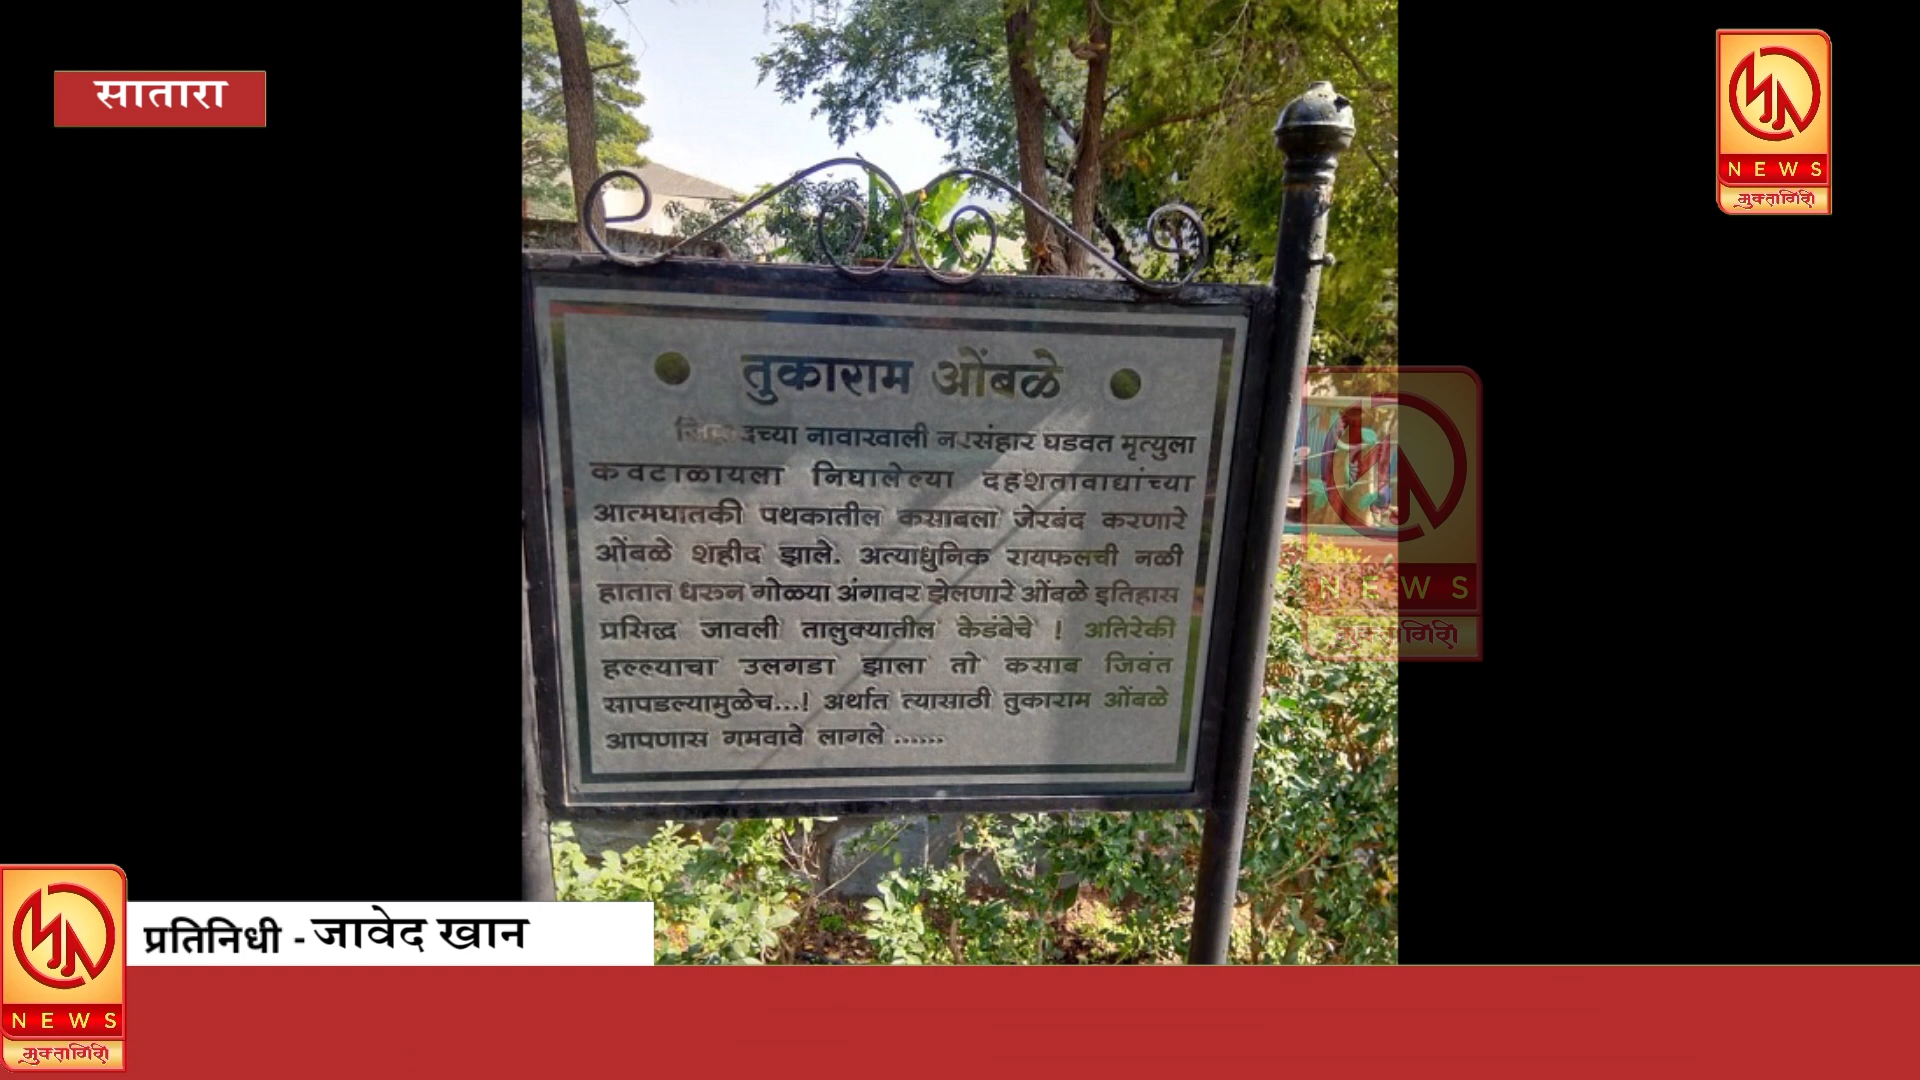 सातारा
NEWS
मुक्तागिरी
तुकाराम ओंबळे
नावाखाली नरसंहार घडवत मृत्युला
कवटाळायला निघालेल्या दहशतावाद्यांच्या
आत्मघातकी पथकातील कसाबला जेरबंद करणारे
ओंबळे शहीद झाले. अत्याधुनिक रायफलची नळी
हातात धरून गोळ्या अंगावर झेलणारे ओंबळे इतिहास
प्रसिद्ध जावली तालुक्यातील केडंबेचे ! अतिरेकी
हल्ल्याचा उलगडा झाला तो कसाब जिवंत
सापडल्यामुळेच...! अर्थात त्यासाठी तुकाराम ओंबळे
आपणास गमवावे लागले ......
NEWS
मुक्तागिरी
प्रतिनिधी - जावेद खान
NEWS
मुक्तागिरी